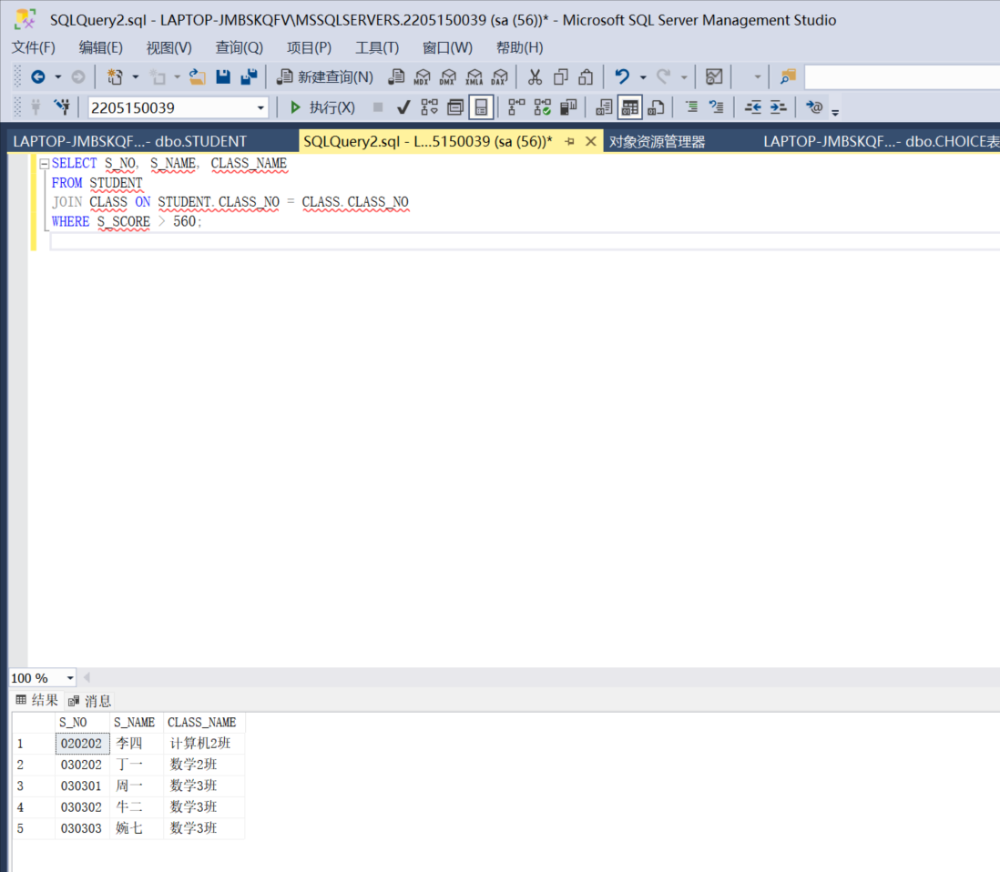 SQLQuery2.sql - LAPTOP-JMBSKQFV\MSSQLSERVERS.2205150039 (sa (56))* - Microsoft SQL Server Management Studio
文件(F) 编辑(E) 视图(V) 查询(Q) 项目(P) 工具(T) 窗口(W) 帮助(H)
新建查询(N) MDX DMX XMLA DAX
2205150039 执行(X)
LAPTOP-JMBSKQF...- dbo.STUDENT SQLQuery2.sql - L...5150039 (sa (56))* 对象资源管理器 LAPTOP-JMBSKQF...- dbo.CHOICE表
SELECT S_NO, S_NAME, CLASS_NAME
FROM STUDENT
JOIN CLASS ON STUDENT.CLASS_NO = CLASS.CLASS_NO
WHERE S_SCORE > 560;
100 %
结果 消息
S_NO S_NAME CLASS_NAME
1 020202 李四 计算机2班
2 030202 丁一 数学2班
3 030301 周一 数学3班
4 030302 牛二 数学3班
5 030303 婉七 数学3班